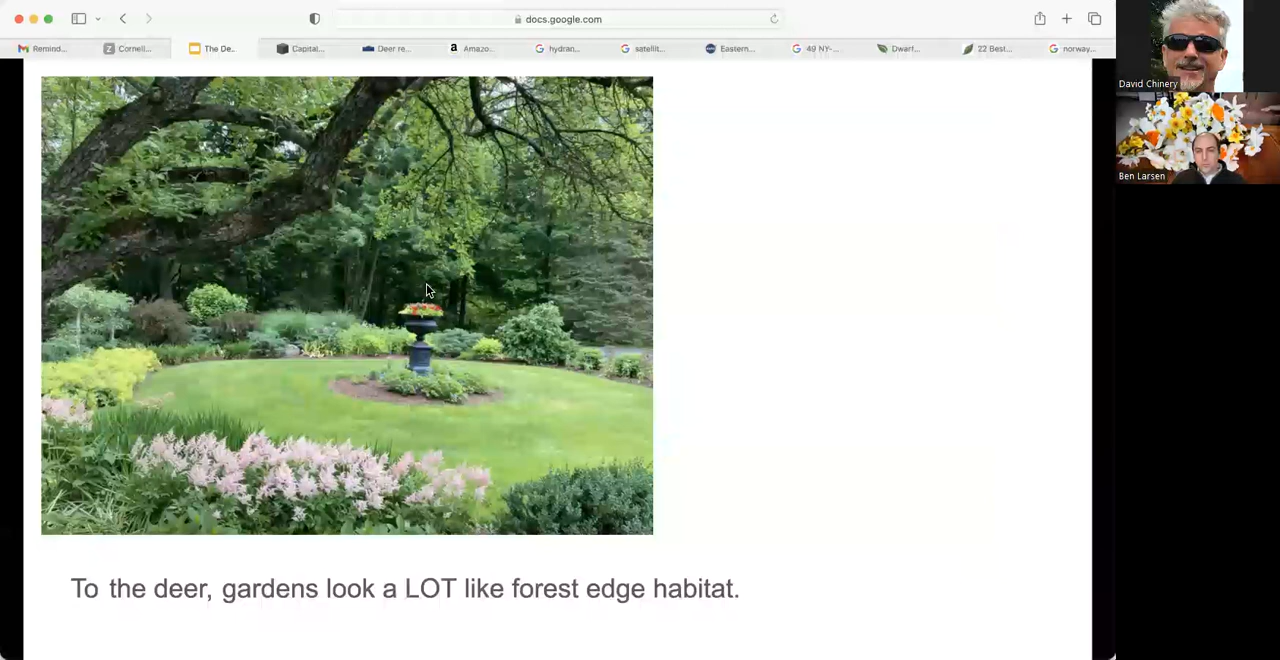 docs.google.com
Remind...
Cornell...
The De...
Capital...
Deer re...
Amazo...
hydran...
satellit...
Eastern...
49 NY-...
Dwarf...
22 Best...
norway...
David Chinery
Ben Larsen
To the deer, gardens look a LOT like forest edge habitat.